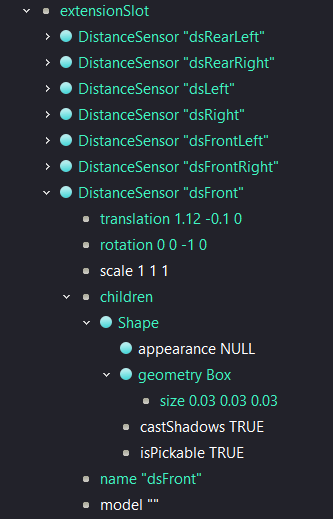 extensionSlot
DistanceSensor "dsRearLeft"
DistanceSensor "dsRearRight"
DistanceSensor "dsLeft"
DistanceSensor "dsRight"
DistanceSensor "dsFrontLeft"
DistanceSensor "dsFrontRight"
DistanceSensor "dsFront"
translation 1.12 -0.1 0
rotation 0 0 -1 0
scale 1 1 1
children
Shape
appearance NULL
geometry Box
size 0.03 0.03 0.03
castShadows TRUE
isPickable TRUE
name "dsFront"
model ""